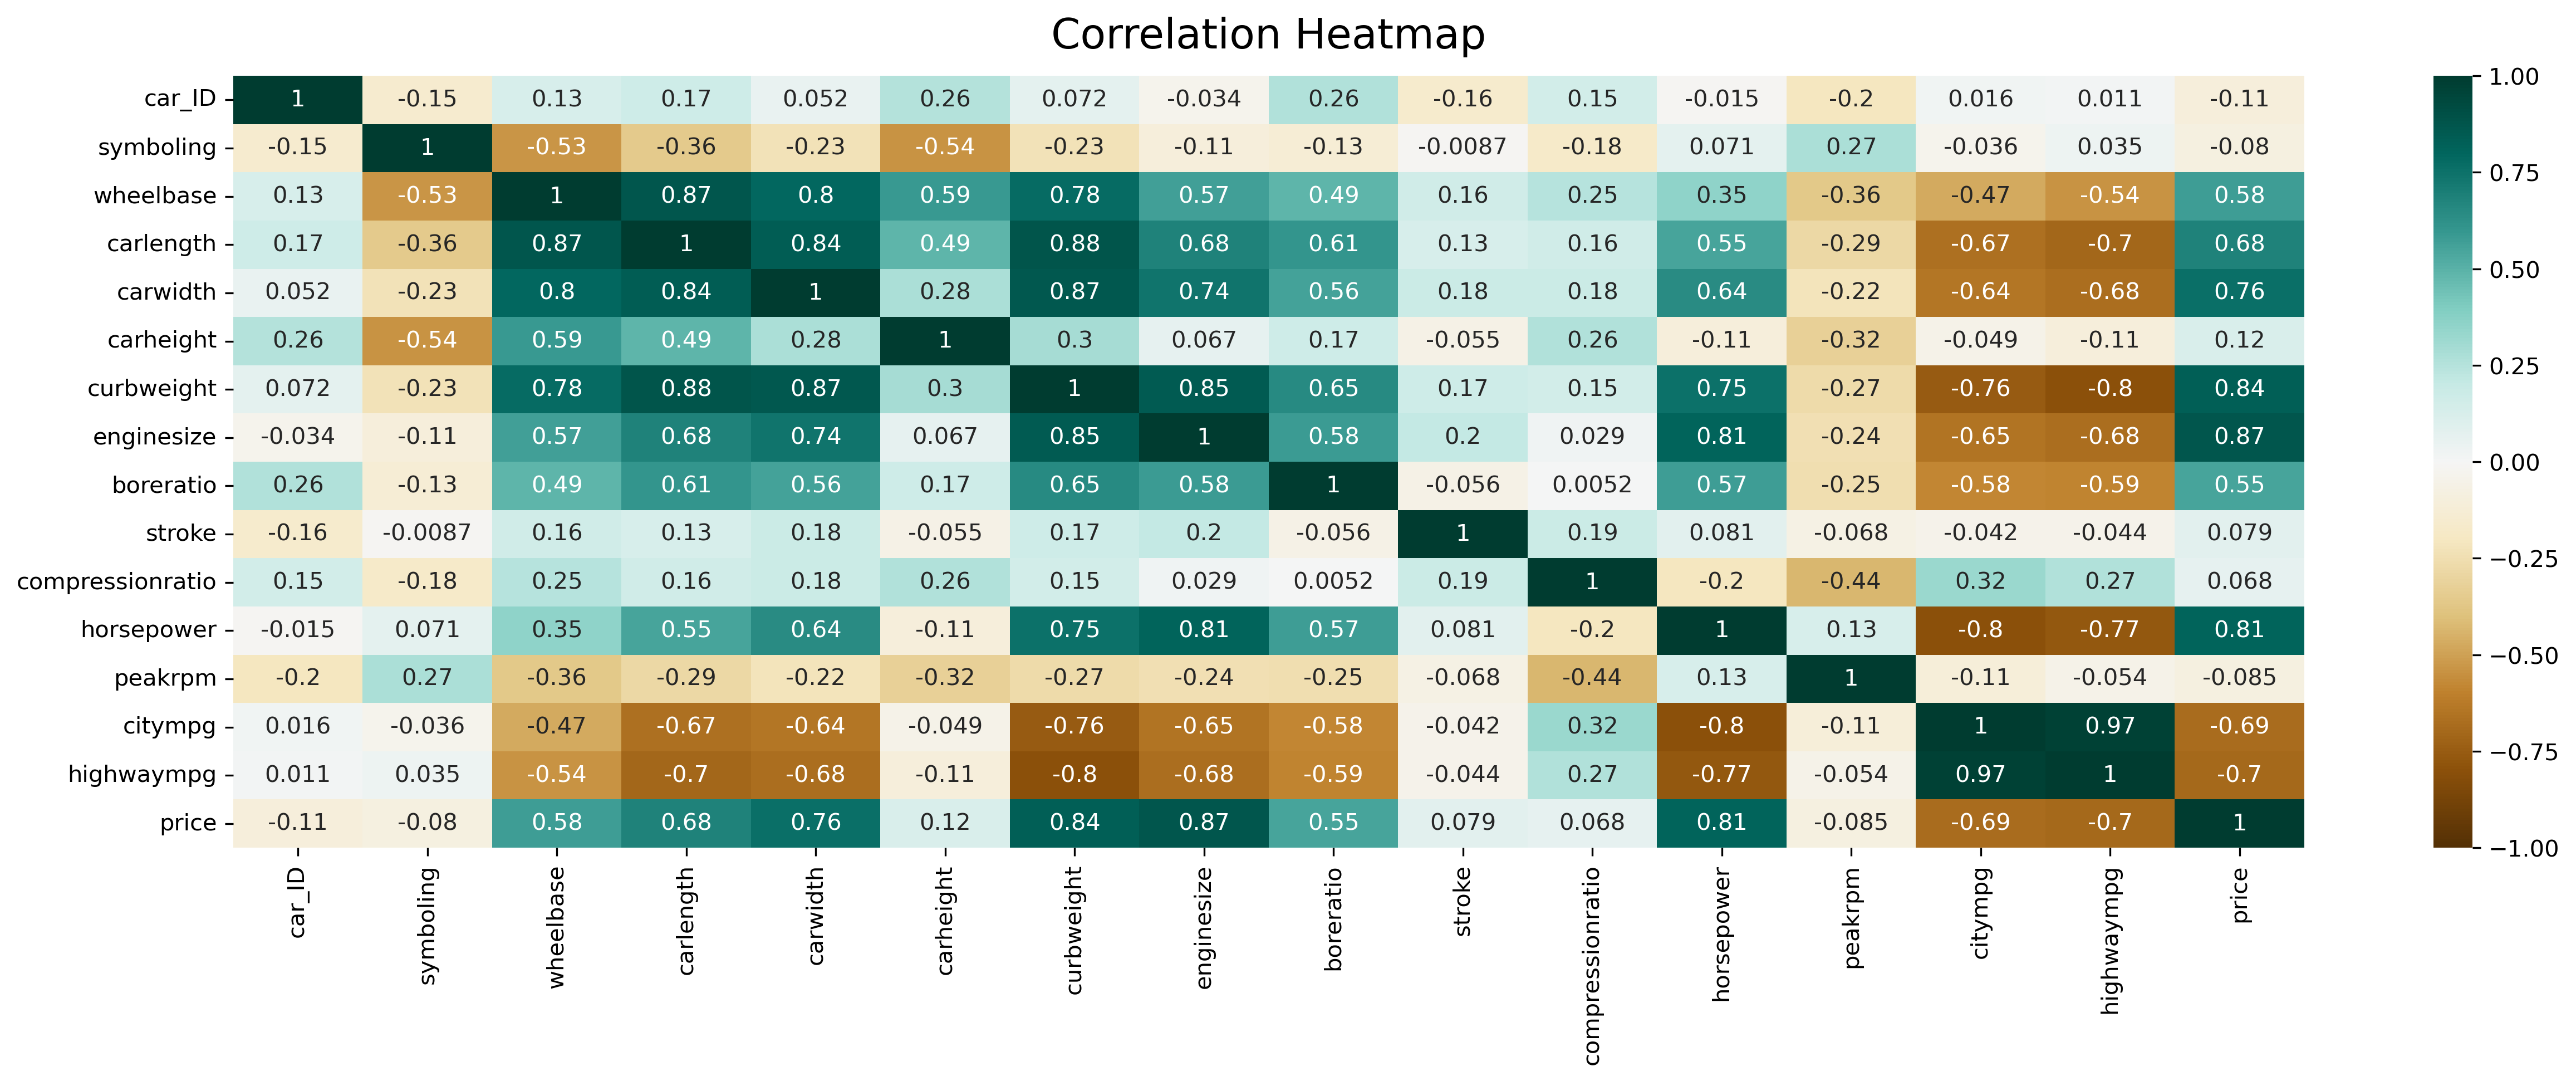 Correlation Heatmap
car_ID 1 -0.15 0.13 0.17 0.052 0.26 0.072 -0.034 0.26 -0.16 0.15 -0.015 -0.2 0.016 0.011 -0.11
symboling -0.15 1 -0.53 -0.36 -0.23 -0.54 -0.23 -0.11 -0.13 -0.0087 -0.18 0.071 0.27 -0.036 0.035 -0.08
wheelbase 0.13 -0.53 1 0.87 0.8 0.59 0.78 0.57 0.49 0.16 0.25 0.35 -0.36 -0.47 -0.54 0.58
carlength 0.17 -0.36 0.87 1 0.84 0.49 0.88 0.68 0.61 0.13 0.16 0.55 -0.29 -0.67 -0.7 0.68
carwidth 0.052 -0.23 0.8 0.84 1 0.28 0.87 0.74 0.56 0.18 0.18 0.64 -0.22 -0.64 -0.68 0.76
carheight 0.26 -0.54 0.59 0.49 0.28 1 0.3 0.067 0.17 -0.055 0.26 -0.11 -0.32 -0.049 -0.11 0.12
curbweight 0.072 -0.23 0.78 0.88 0.87 0.3 1 0.85 0.65 0.17 0.15 0.75 -0.27 -0.76 -0.8 0.84
enginesize -0.034 -0.11 0.57 0.68 0.74 0.067 0.85 1 0.58 0.2 0.029 0.81 -0.24 -0.65 -0.68 0.87
boreratio 0.26 -0.13 0.49 0.61 0.56 0.17 0.65 0.58 1 -0.056 0.0052 0.57 -0.25 -0.58 -0.59 0.55
stroke -0.16 -0.0087 0.16 0.13 0.18 -0.055 0.17 0.2 -0.056 1 0.19 0.081 -0.068 -0.042 -0.044 0.079
compressionratio 0.15 -0.18 0.25 0.16 0.18 0.26 0.15 0.029 0.0052 0.19 1 -0.2 -0.44 0.32 0.27 0.068
horsepower -0.015 0.071 0.35 0.55 0.64 -0.11 0.75 0.81 0.57 0.081 -0.2 1 0.13 -0.8 -0.77 0.81
peakrpm -0.2 0.27 -0.36 -0.29 -0.22 -0.32 -0.27 -0.24 -0.25 -0.068 -0.44 0.13 1 -0.11 -0.054 -0.085
citympg 0.016 -0.036 -0.47 -0.67 -0.64 -0.049 -0.76 -0.65 -0.58 -0.042 0.32 -0.8 -0.11 1 0.97 -0.69
highwaympg 0.011 0.035 -0.54 -0.7 -0.68 -0.11 -0.8 -0.68 -0.59 -0.044 0.27 -0.77 -0.054 0.97 1 -0.7
price -0.11 -0.08 0.58 0.68 0.76 0.12 0.84 0.87 0.55 0.079 0.068 0.81 -0.085 -0.69 -0.7 1
car_ID
symboling
wheelbase
carlength
carwidth
carheight
curbweight
enginesize
boreratio
stroke
compressionratio
horsepower
peakrpm
citympg
highwaympg
price
1.00
0.75
0.50
0.25
0.00
−0.25
−0.50
−0.75
−1.00